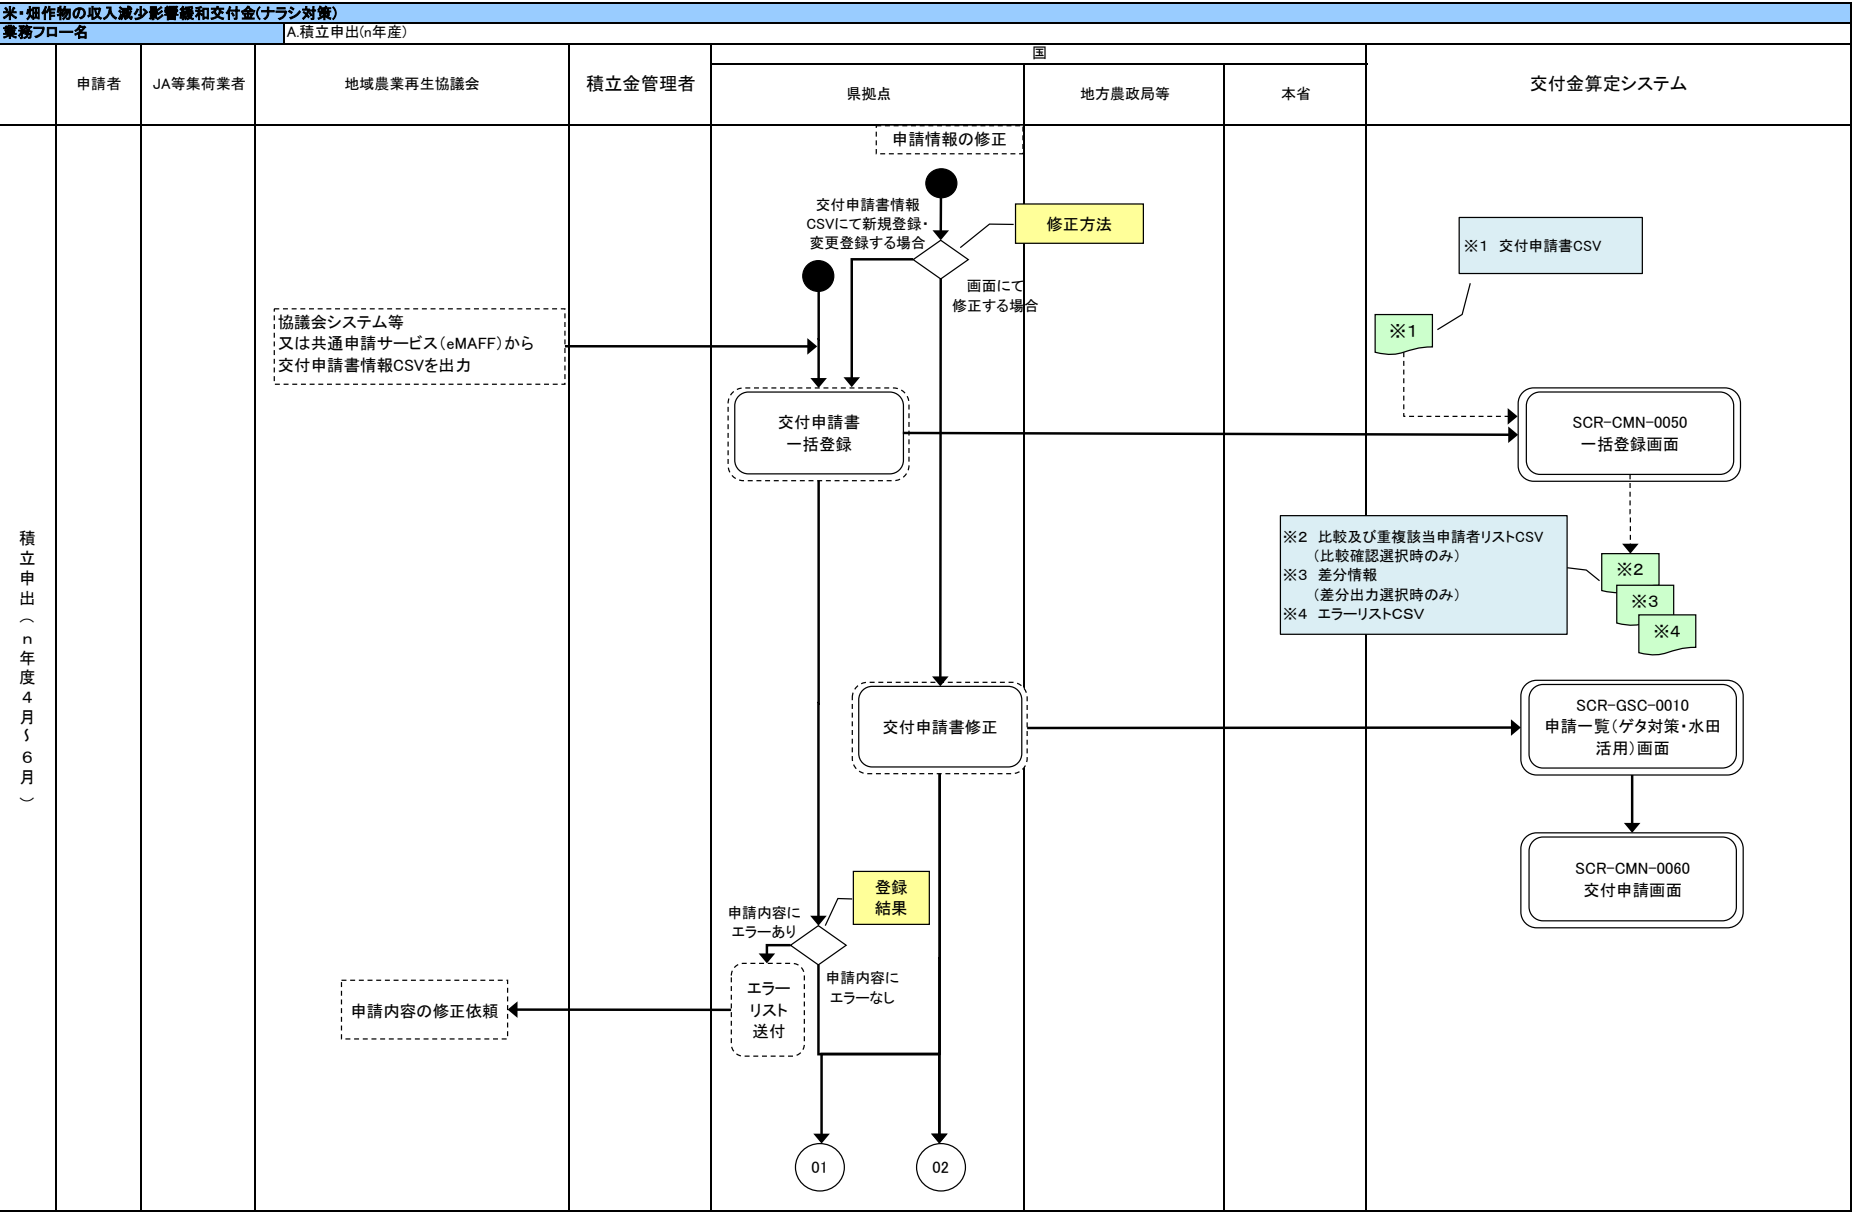 米・畑作物の収入減少影響緩和交付金(ナラシ対策)
業務フロー名
A.積立申出(n年産)
国
申請者
JA等集荷業者
地域農業再生協議会
積立金管理者
県拠点
地方農政局等
本省
交付金算定システム
積立申出（n年度4月～6月）
申請情報の修正
交付申請書情報
CSVにて新規登録・
変更登録する場合
修正方法
※1 交付申請書CSV
画面にて
修正する場合
協議会システム等
又は共通申請サービス（eMAFF）から
交付申請書情報CSVを出力
※1
交付申請書
一括登録
SCR-CMN-0050
一括登録画面
※2 比較及び重複該当申請者リストCSV
（比較確認選択時のみ）
※3 差分情報
（差分出力選択時のみ）
※4 エラーリストCSV
※2
※3
※4
交付申請書修正
SCR-GSC-0010
申請一覧（ゲタ対策・水田
活用）画面
SCR-CMN-0060
交付申請画面
登録
結果
申請内容に
エラーあり
申請内容に
エラーなし
エラー
リスト
送付
申請内容の修正依頼
01
02